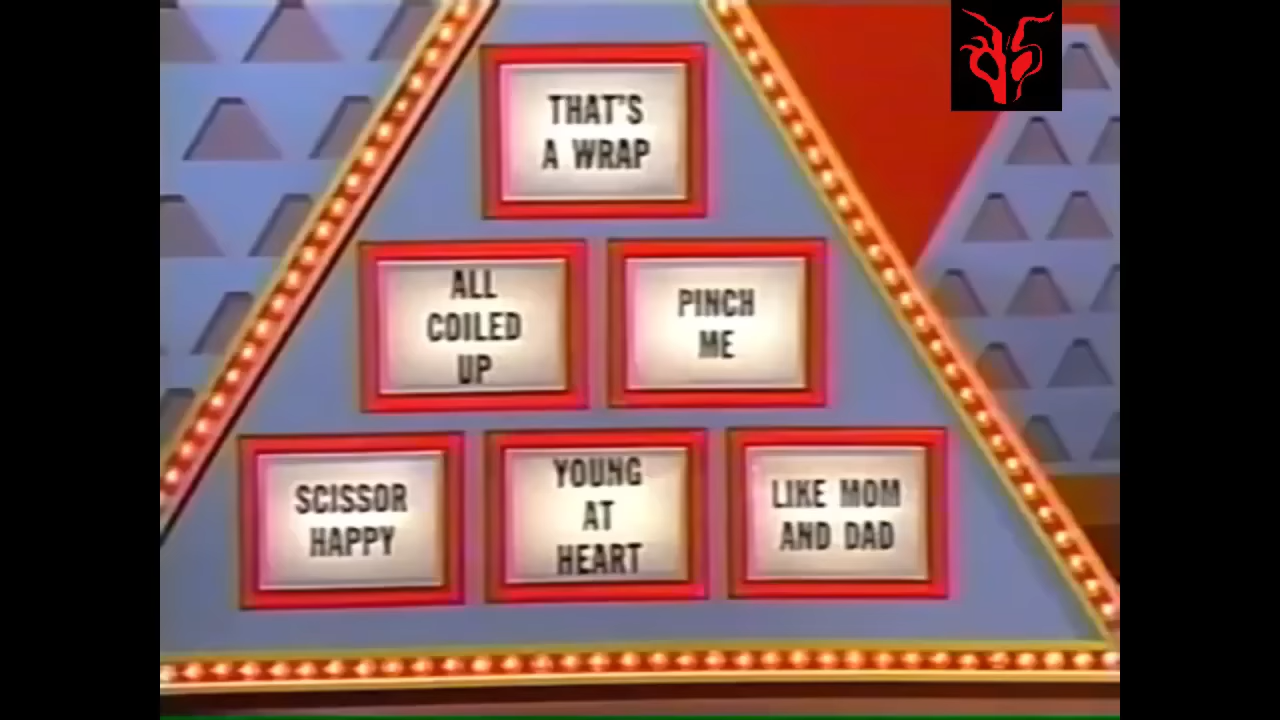 THAT'S
A WRAP
ALL
COILED
UP
PINCH
ME
SCISSOR
HAPPY
YOUNG
AT
HEART
LIKE MOM
AND DAD